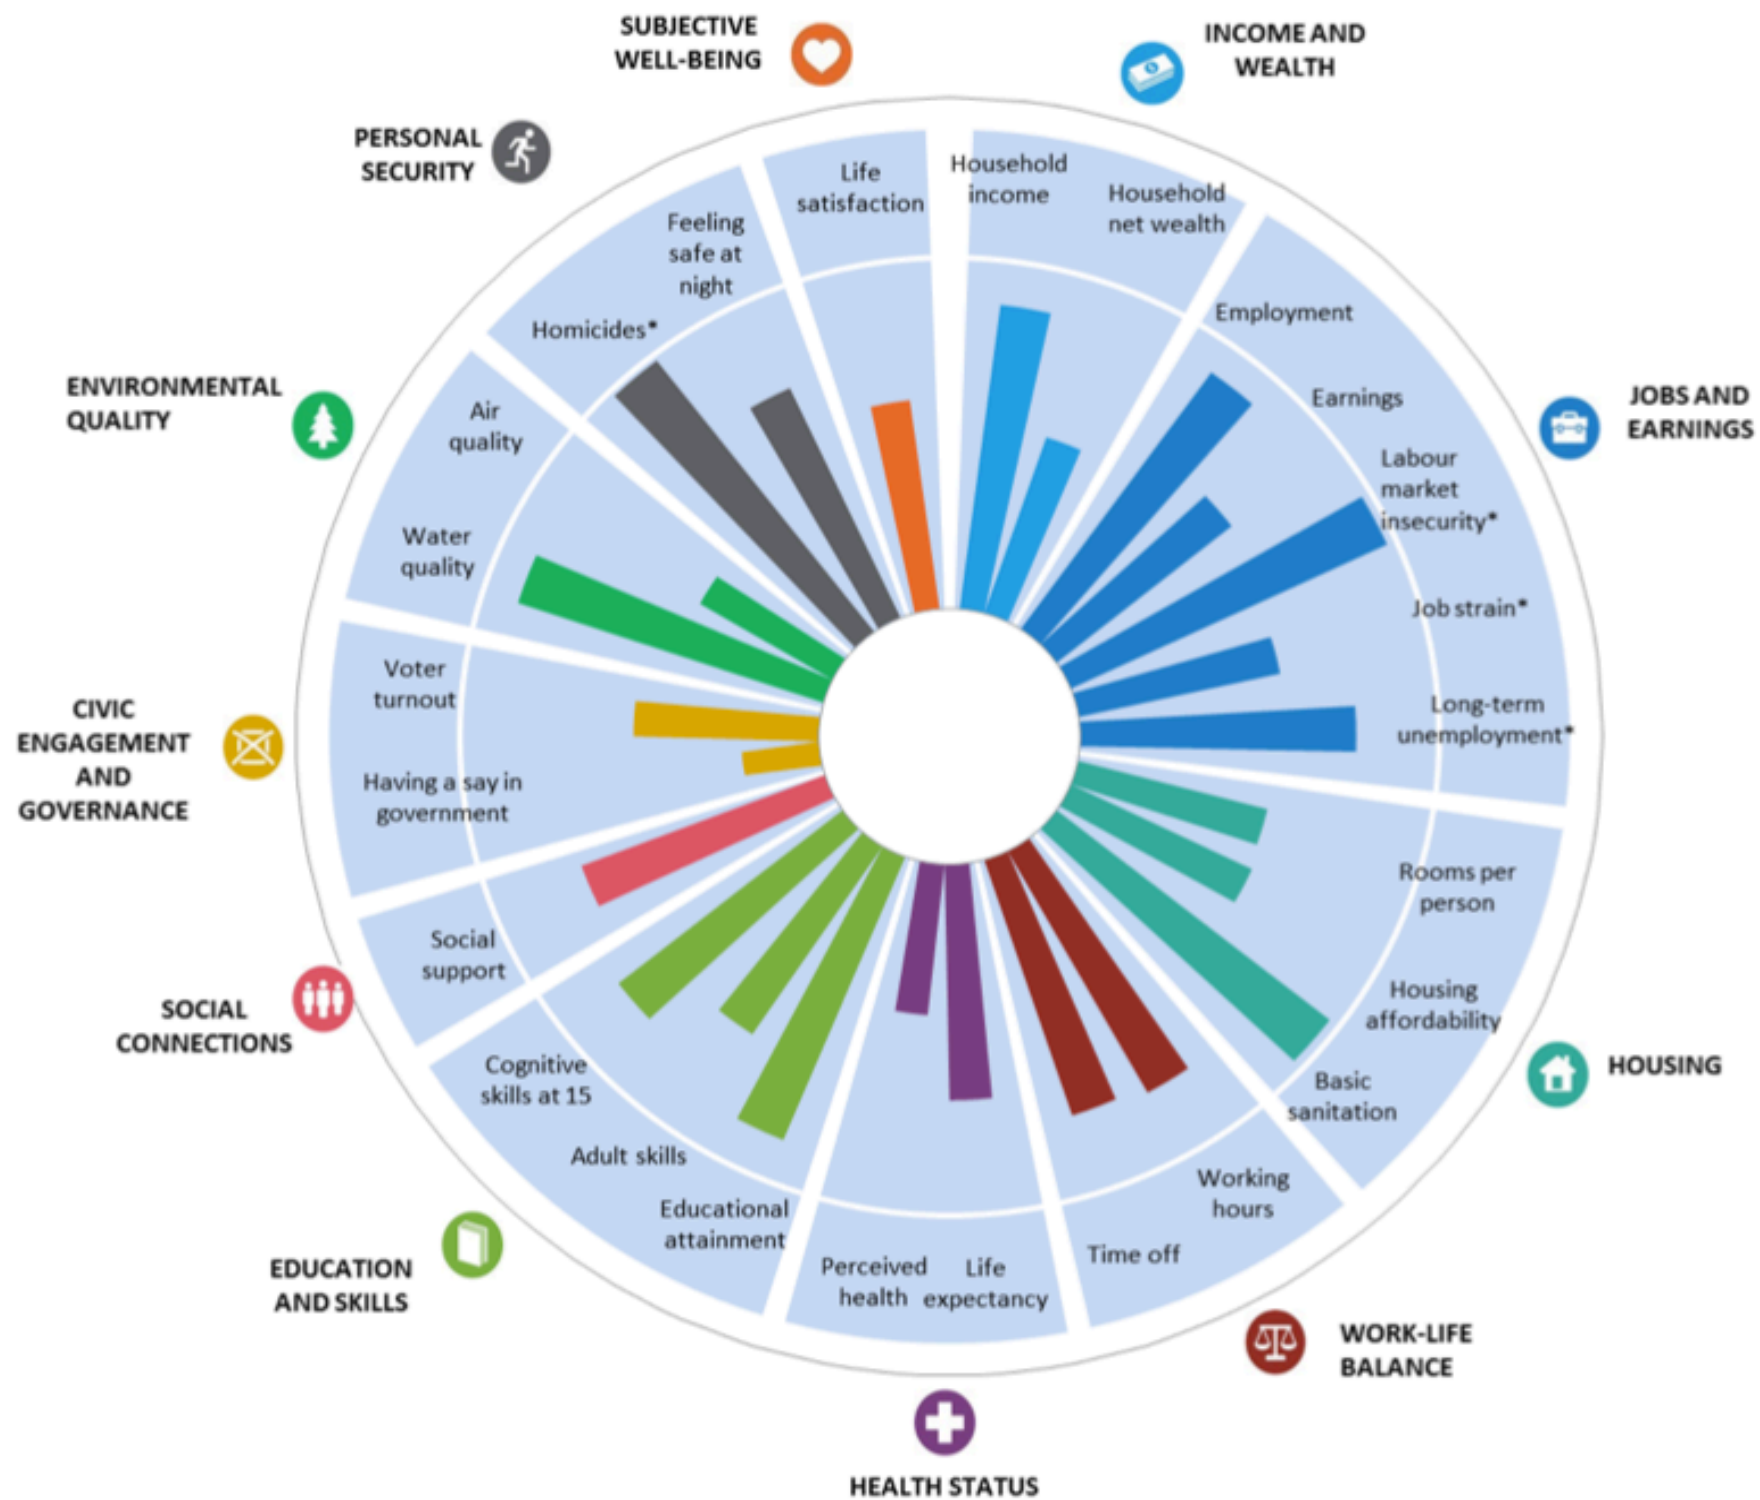 SUBJECTIVE
WELL-BEING
INCOME AND
WEALTH
PERSONAL
SECURITY
Life
satisfaction
Household
income
Household
net wealth
Feeling
safe at
night
Homicides*
Employment
Earnings
Labour
market
insecurity*
Job strain*
Long-term
unemployment*
JOBS AND
EARNINGS
ENVIRONMENTAL
QUALITY
Air
quality
Water
quality
Voter
turnout
Having a say in
government
CIVIC
ENGAGEMENT
AND
GOVERNANCE
Rooms per
person
Housing
affordability
Basic
sanitation
HOUSING
Social
support
SOCIAL
CONNECTIONS
Cognitive
skills at 15
Adult skills
Educational
attainment
EDUCATION
AND SKILLS
Perceived
health
Life
expectancy
Time off
Working
hours
WORK-LIFE
BALANCE
HEALTH STATUS